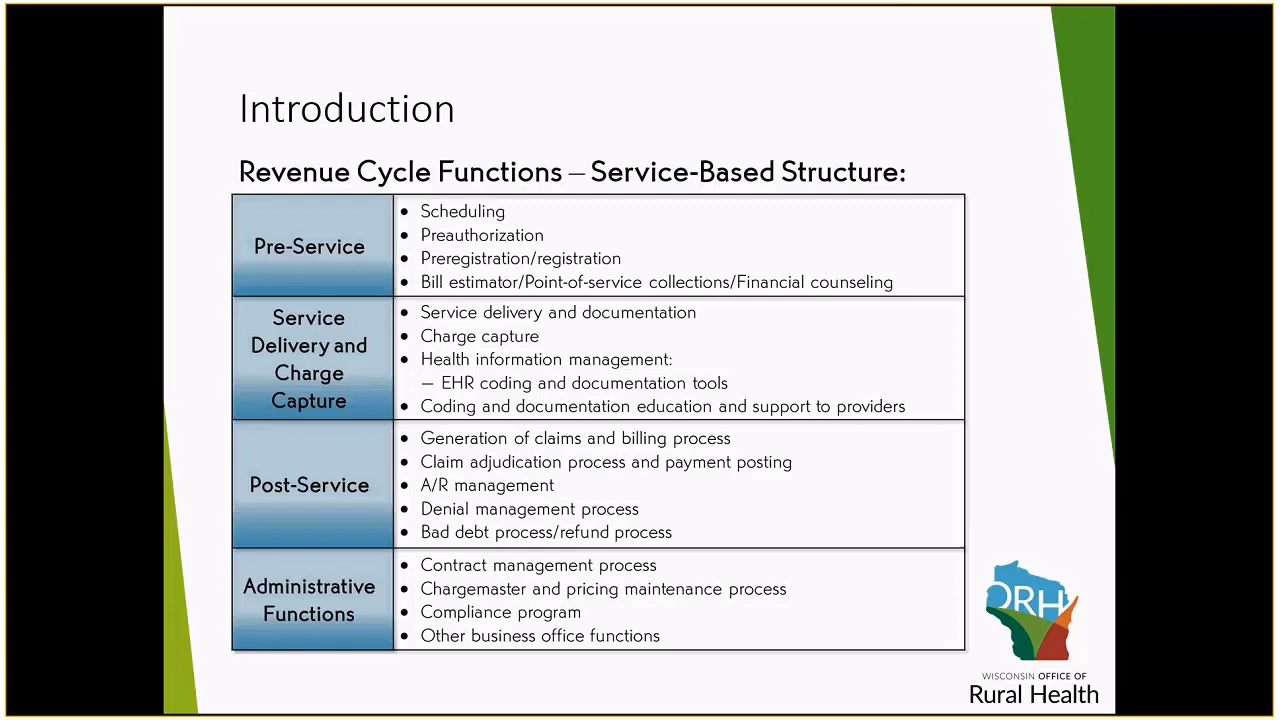 Introduction
Revenue Cycle Functions – Service-Based Structure:
Pre-Service
• Scheduling
• Preauthorization
• Preregistration/registration
• Bill estimator/Point-of-service collections/Financial counseling
Service
Delivery and
Charge
Capture
• Service delivery and documentation
• Charge capture
• Health information management:
– EHR coding and documentation tools
• Coding and documentation education and support to providers
Post-Service
• Generation of claims and billing process
• Claim adjudication process and payment posting
• A/R management
• Denial management process
• Bad debt process/refund process
Administrative
Functions
• Contract management process
• Chargemaster and pricing maintenance process
• Compliance program
• Other business office functions
ORH
WISCONSIN OFFICE OF
Rural Health